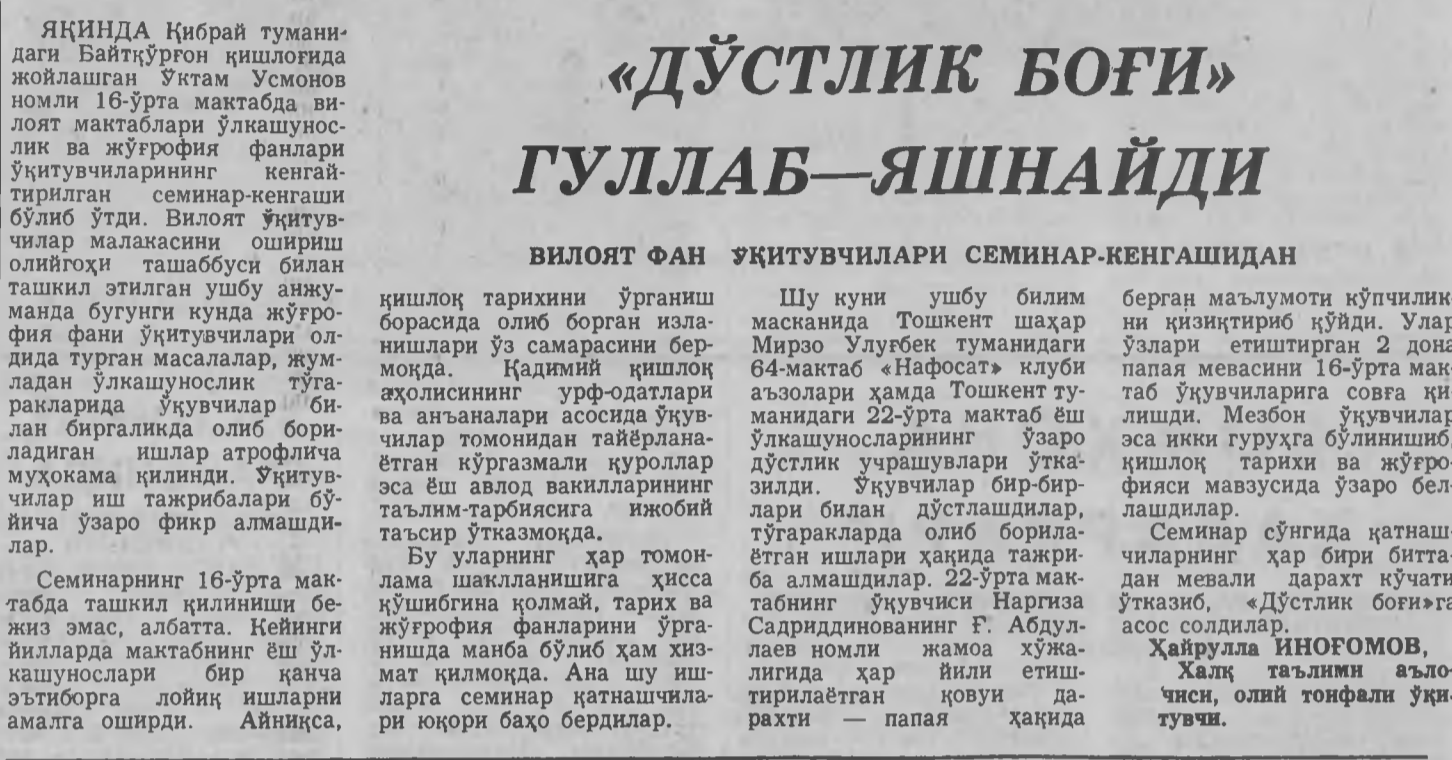 «ДЎСТЛИК БОҒИ»
ГУЛЛАБ—ЯШНАЙДИ
ВИЛОЯТ ФАН ЎҚИТУВЧИЛАРИ СЕМИНАР-КЕНГАШИДАН
ЯҚИНДА Қибрай тумани-
даги Байтқўрғон қишлоғида
жойлашган Ўктам Усмонов
номли 16-ўрта мактабда ви-
лоят мактаблари ўлкашунос-
лик ва жўғрофия фанлари
ўқитувчиларининг кенгай-
тирилган семинар-кенгаши
бўлиб ўтди. Вилоят ўқитув-
чилар малакасини ошириш
олийгоҳи ташаббуси билан
ташкил этилган ушбу анжу-
манда бугунги кунда жўғро-
фия фани ўқитувчилари ол-
дида турган масалалар, жум-
ладан ўлкашунослик тўга-
ракларида ўқувчилар би-
лан биргаликда олиб бори-
ладиган ишлар атрофлича
муҳокама қилинди. Ўқитув-
чилар иш тажрибалари бў-
йича ўзаро фикр алмашди-
лар.
Семинарнинг 16-ўрта мак-
табда ташкил қилиниши бе-
жиз эмас, албатта. Кейинги
йилларда мактабнинг ёш ўл-
кашунослари бир қанча
эътиборга лойиқ ишларни
амалга оширди. Айниқса,
қишлоқ тарихини ўрганиш
борасида олиб борган изла-
нишлари ўз самарасини бер-
моқда. Қадимий қишлоқ
аҳолисининг урф-одатлари
ва анъаналари асосида ўқув-
чилар томонидан тайёрлана-
ётган кўргазмали қуроллар
эса ёш авлод вакилларининг
таълим-тарбиясига ижобий
таъсир ўтказмоқда.
Бу уларнинг ҳар томон-
лама шаклланишига ҳисса
қўшибгина қолмай, тарих ва
жўғрофия фанларини ўрга-
нишда манба бўлиб ҳам хиз-
мат қилмоқда. Ана шу иш-
ларга семинар қатнашчила-
ри юқори баҳо бердилар.
Шу куни ушбу билим
масканида Тошкент шаҳар
Мирзо Улуғбек туманидаги
64-мактаб «Нафосат» клуби
аъзолари ҳамда Тошкент ту-
манидаги 22-ўрта мактаб ёш
ўлкашуносларининг ўзаро
дўстлик учрашувлари ўтка-
зилди. Ўқувчилар бир-бир-
лари билан дўстлашдилар,
тўгаракларда олиб борила-
ётган ишлари ҳақида тажри-
ба алмашдилар. 22-ўрта мак-
табнинг ўқувчиси Наргиза
Садриддинованинг Ғ. Абдул-
лаев номли жамоа хўжа-
лигида ҳар йили етиш-
тирилаётган қовун да-
рахти — папая ҳақида
берган маълумоти кўпчилик-
ни қизиқтириб қўйди. Улар
ўзлари етиштирган 2 дона
папая мевасини 16-ўрта мак-
таб ўқувчиларига совға қи-
лишди. Мезбон ўқувчилар
эса икки гуруҳга бўлинишиб,
қишлоқ тарихи ва жўғро-
фияси мавзусида ўзаро бел-
лашдилар.
Семинар сўнгида қатнаш-
чиларнинг ҳар бири битта-
дан мевали дарахт кўчати
ўтказиб, «Дўстлик боғи»га
асос солдилар.
Ҳайрулла ИНОҒОМОВ,
Халқ таълими аъло-
чиси, олий тоифали ўқи-
тувчи.